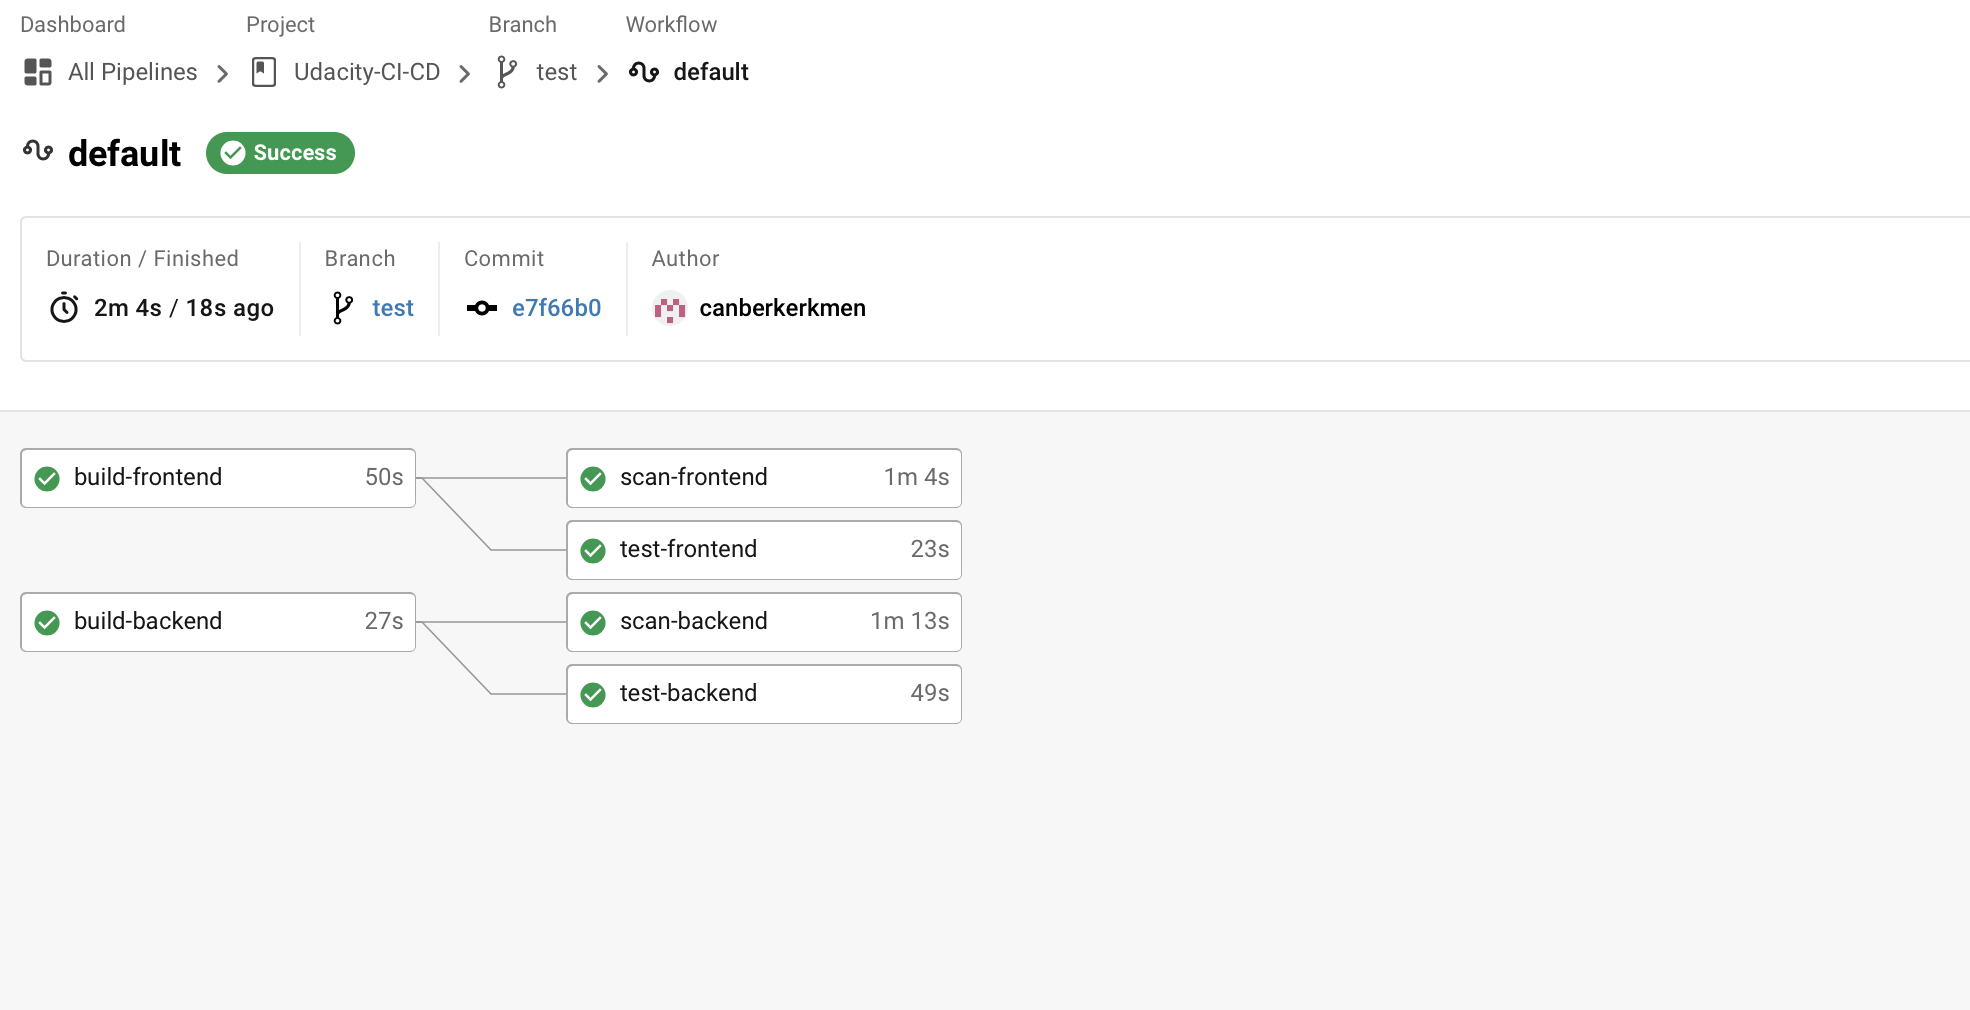 Dashboard Project Branch Workflow
All Pipelines Udacity-CI-CD test default
default Success
Duration / Finished Branch Commit Author
2m 4s / 18s ago test e7f66b0 canberkerkmen
build-frontend 50s scan-frontend 1m 4s
test-frontend 23s
build-backend 27s scan-backend 1m 13s
test-backend 49s